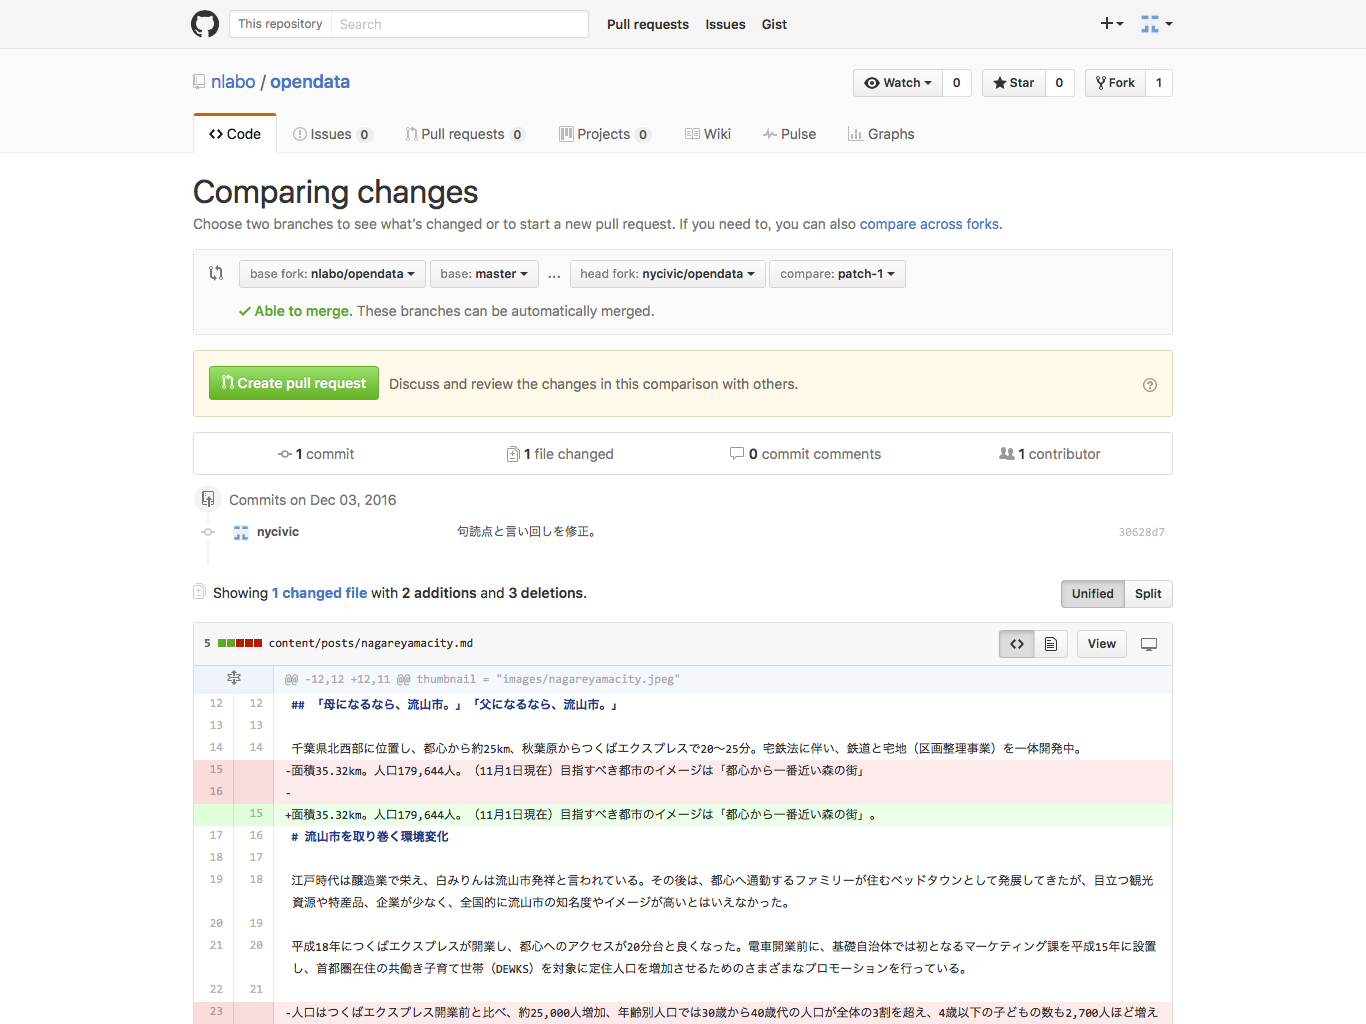 This repository Search Pull requests Issues Gist
nlabo / opendata Watch 0 Star 0 Fork 1
Code Issues 0 Pull requests 0 Projects 0 Wiki Pulse Graphs
Comparing changes
Choose two branches to see what's changed or to start a new pull request. If you need to, you can also compare across forks.
base fork: nlabo/opendata base: master ... head fork: nycivic/opendata compare: patch-1
Able to merge. These branches can be automatically merged.
Create pull request Discuss and review the changes in this comparison with others.
1 commit 1 file changed 0 commit comments 1 contributor
Commits on Dec 03, 2016
nycivic 句読点と言い回しを修正。 30628d7
Showing 1 changed file with 2 additions and 3 deletions. Unified Split
5 content/posts/nagareyamacity.md View
@@ -12,12 +12,11 @@ thumbnail = "images/nagareyamacity.jpeg"
12 12 ## 「母になるなら、流山市。」「父になるなら、流山市。」
13 13
14 14 千葉県北西部に位置し、都心から約25km、秋葉原からつくばエクスプレスで20〜25分。宅鉄法に伴い、鉄道と宅地（区画整理事業）を一体開発中。
15 -面積35.32km。人口179,644人。（11月1日現在）目指すべき都市のイメージは「都心から一番近い森の街」
16 -
15 +面積35.32km。人口179,644人。（11月1日現在）目指すべき都市のイメージは「都心から一番近い森の街」。
17 16 # 流山市を取り巻く環境変化
18 17
19 18 江戸時代は醸造業で栄え、白みりんは流山市発祥と言われている。その後は、都心へ通勤するファミリーが住むベッドタウンとして発展してきたが、目立つ観光
資源や特産品、企業が少なく、全国的に流山市の知名度やイメージが高いとはいえなかった。
20 19
21 20 平成18年につくばエクスプレスが開業し、都心へのアクセスが20分台と良くなった。電車開業前に、基礎自治体では初となるマーケティング課を平成15年に設置
し、首都圏在住の共働き子育て世帯（DEWKS）を対象に定住人口を増加させるためのさまざまなプロモーションを行っている。
22 21
23 -人口はつくばエクスプレス開業前と比べ、約25,000人増加、年齢別人口では30歳から40歳代の人口が全体の3割を超え、4歳以下の子どもの数も2,700人ほど増え